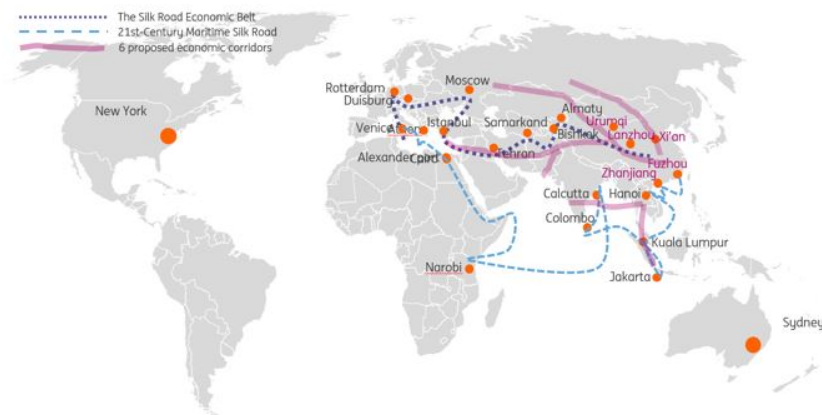 The Silk Road Economic Belt
21st-Century Maritime Silk Road
6 proposed economic corridors
Moscow
Rotterdam
Duisburg
New York
Almaty
Venice
Istanbul
Samarkand
Urumqi
Bishkak
Lanzhou
Xi'an
Tehran
Fuzhou
Zhanjiang
Calcutta
Hanoi
Colombo
Kuala Lumpur
Narobi
Jakarta
Sydney